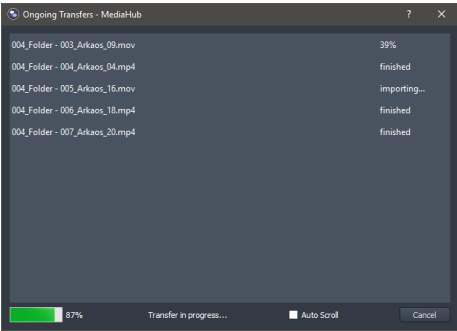 Ongoing Transfers - MediaHub
004_Folder - 003_Arkaos_09.mov 39%
004_Folder - 004_Arkaos_04.mp4 finished
004_Folder - 005_Arkaos_16.mov importing...
004_Folder - 006_Arkaos_18.mp4 finished
004_Folder - 007_Arkaos_20.mp4 finished
87% Transfer in progress... Auto Scroll Cancel